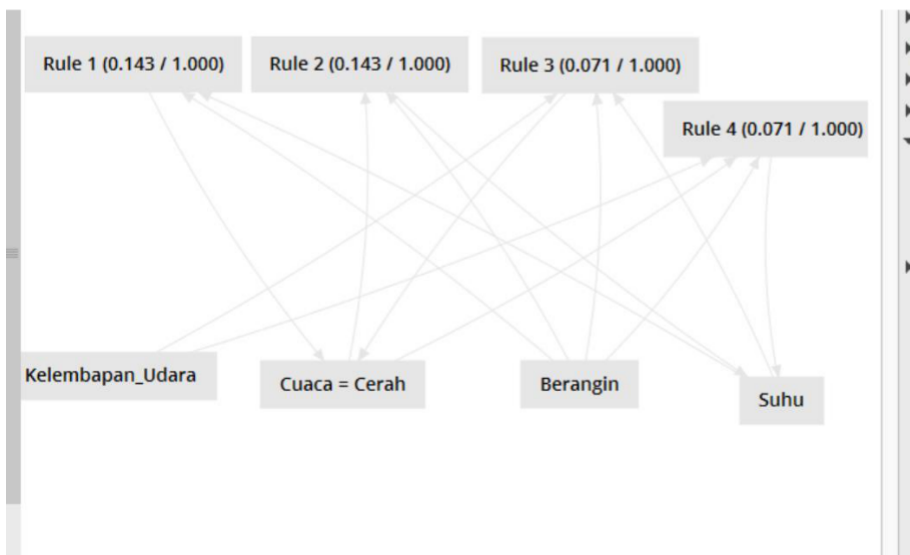 Rule 1 (0.143 / 1.000)
Rule 2 (0.143 / 1.000)
Rule 3 (0.071 / 1.000)
Rule 4 (0.071 / 1.000)
Kelembapan_Udara
Cuaca = Cerah
Berangin
Suhu